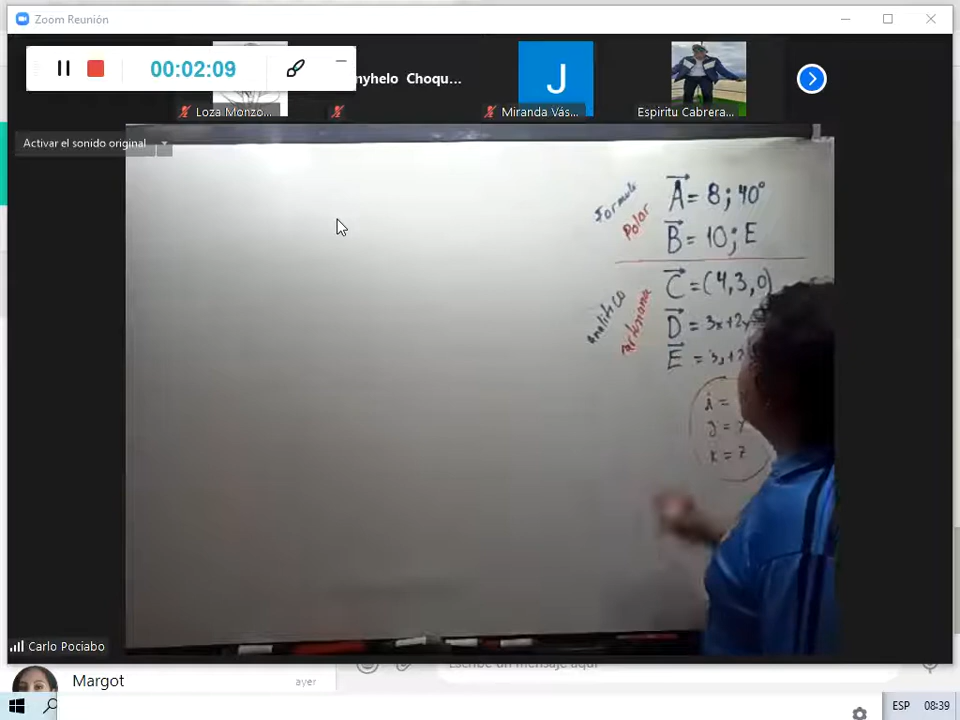 Zoom Reunión
00:02:09
nyhelo Choqu...
J
Loza Monzo...
Miranda Vás...
Espiritu Cabrera...
Activar el sonido original
Formula
Polar
A = 8 ; 40°
B = 10 ; E
analítico
C = (4, 3, 0)
D = 3x+2y
E =
y = Y
Carlo Pociabo
Escribe un mensaje aquí
Margot
ayer
ESP
08:39